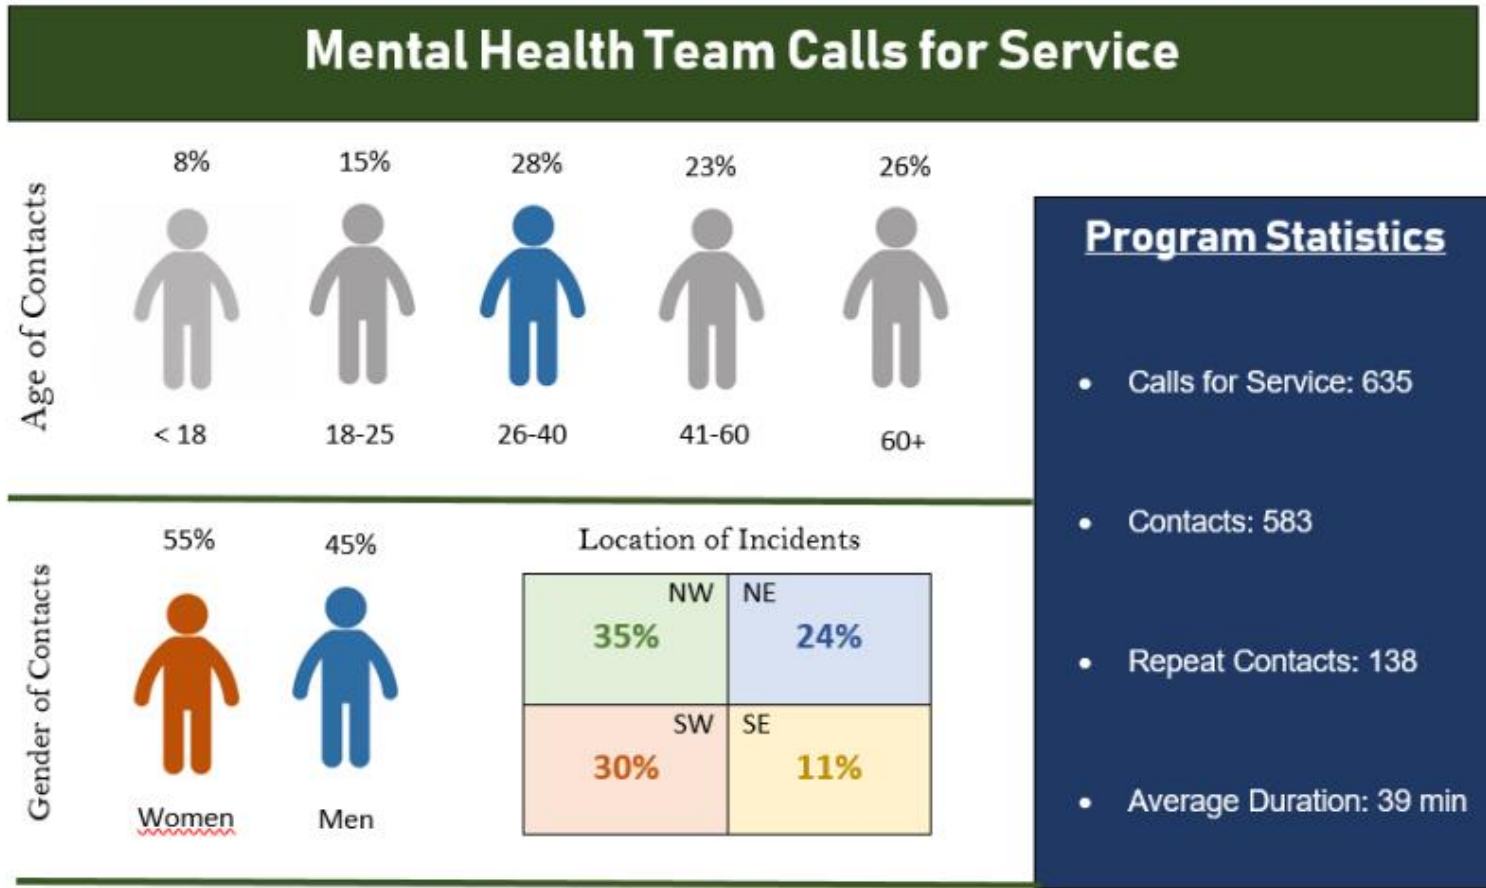 Mental Health Team Calls for Service
Age of Contacts
8% 15% 28% 23% 26%
< 18 18-25 26-40 41-60 60+
Gender of Contacts
55% 45%
Women Men
Location of Incidents
NW NE
35% 24%
SW SE
30% 11%
Program Statistics
• Calls for Service: 635
• Contacts: 583
• Repeat Contacts: 138
• Average Duration: 39 min